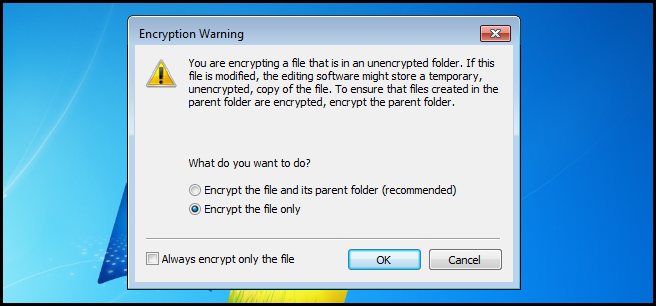 Encryption Warning
You are encrypting a file that is in an unencrypted folder. If this
file is modified, the editing software might store a temporary,
unencrypted, copy of the file. To ensure that files created in the
parent folder are encrypted, encrypt the parent folder.
What do you want to do?
Encrypt the file and its parent folder (recommended)
Encrypt the file only
Always encrypt only the file
OK
Cancel